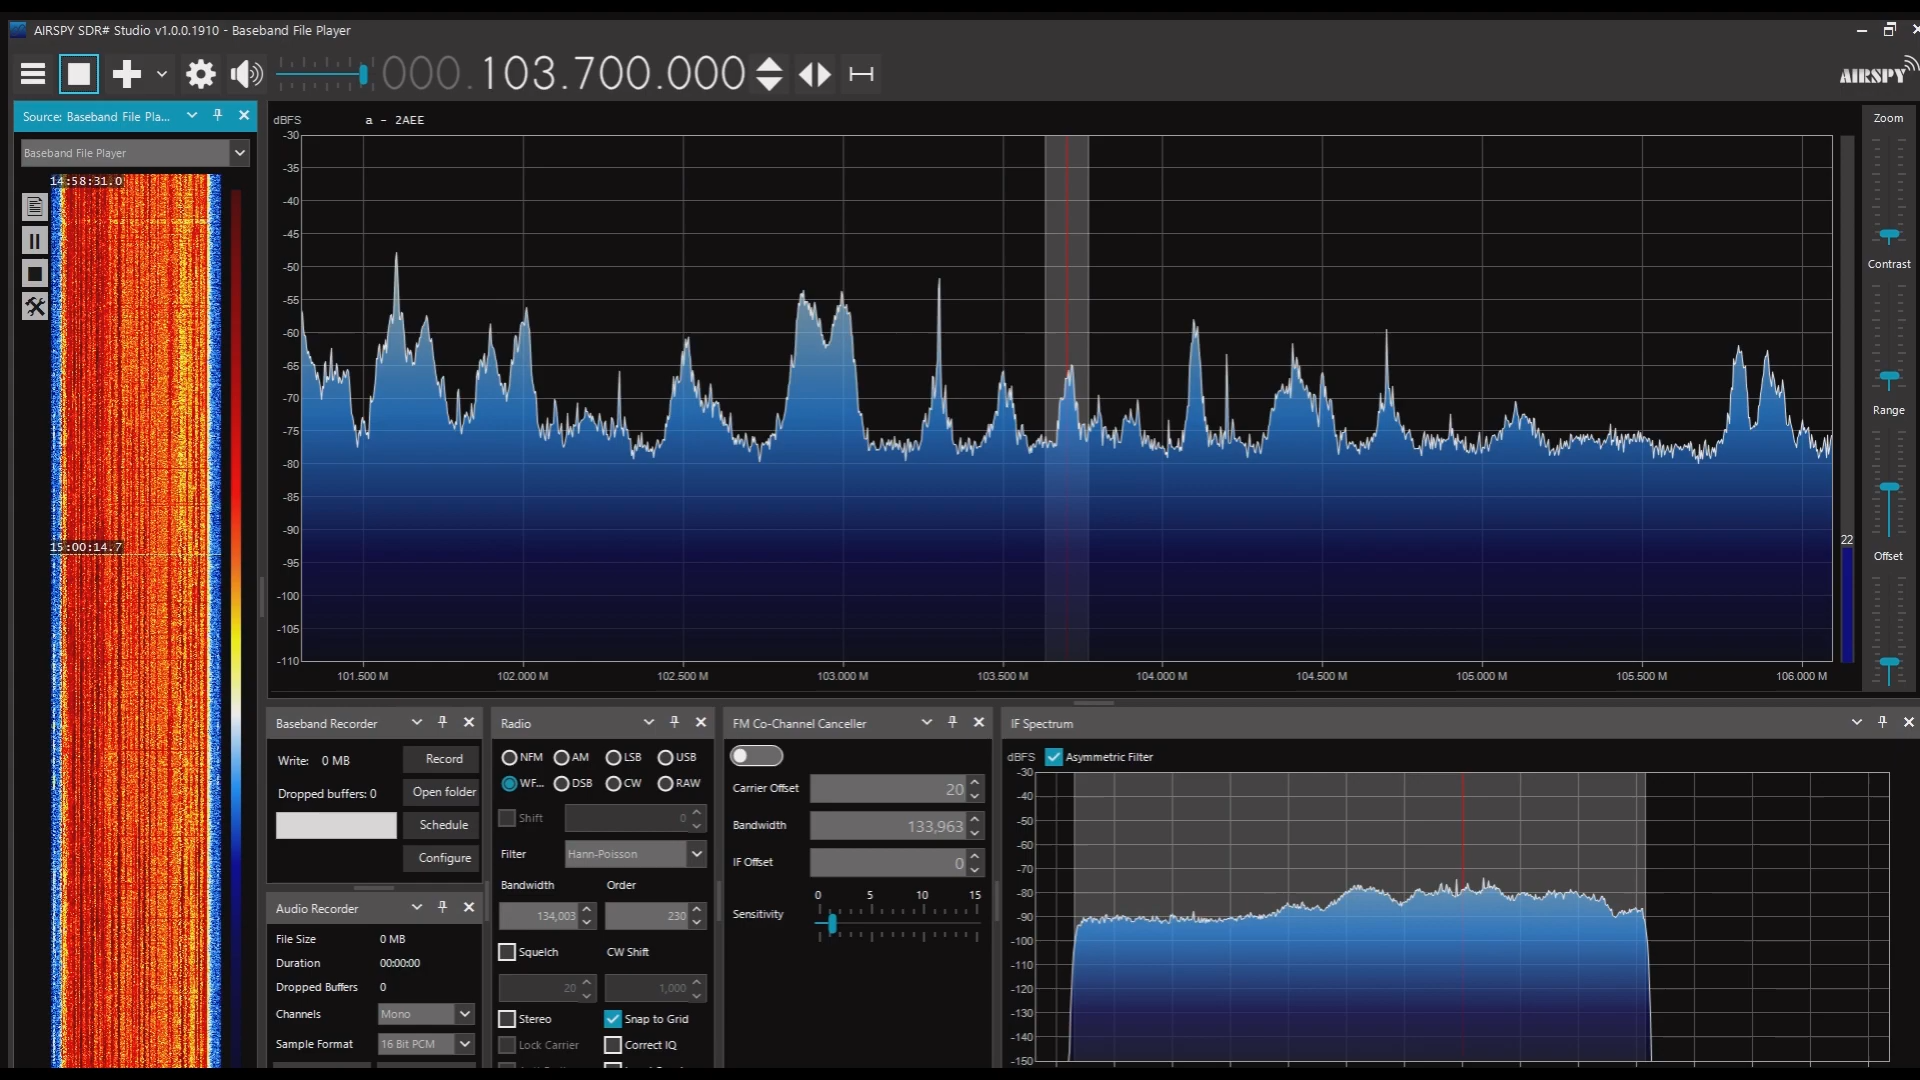 AIRSPY SDR# Studio v1.0.0.1910 - Baseband File Player
000.103.700.000
AIRSPY
Source: Baseband File Pla...
Baseband File Player
14:58:31.0
15:00:14.7
dBFS
a - 2AEE
-30
-35
-40
-45
-50
-55
-60
-65
-70
-75
-80
-85
-90
-95
-100
-105
-110
101.500 M
102.000 M
102.500 M
103.000 M
103.500 M
104.000 M
104.500 M
105.000 M
105.500 M
106.000 M
22
Zoom
Contrast
Range
Offset
Baseband Recorder
Write: 0 MB
Record
Dropped buffers: 0
Open folder
Schedule
Configure
Audio Recorder
File Size 0 MB
Duration 00:00:00
Dropped Buffers 0
Channels Mono
Sample Format 16 Bit PCM
Radio
NFM AM LSB USB
WF... DSB CW RAW
Shift 0
Filter Hann-Poisson
Bandwidth Order
134,003 230
Squelch CW Shift
20 1,000
Stereo Snap to Grid
Lock Carrier Correct IQ
FM Co-Channel Canceller
Carrier Offset 20
Bandwidth 133,963
IF Offset 0
0 5 10 15
Sensitivity
IF Spectrum
dBFS Asymmetric Filter
-30
-40
-50
-60
-70
-80
-90
-100
-110
-120
-130
-140
-150